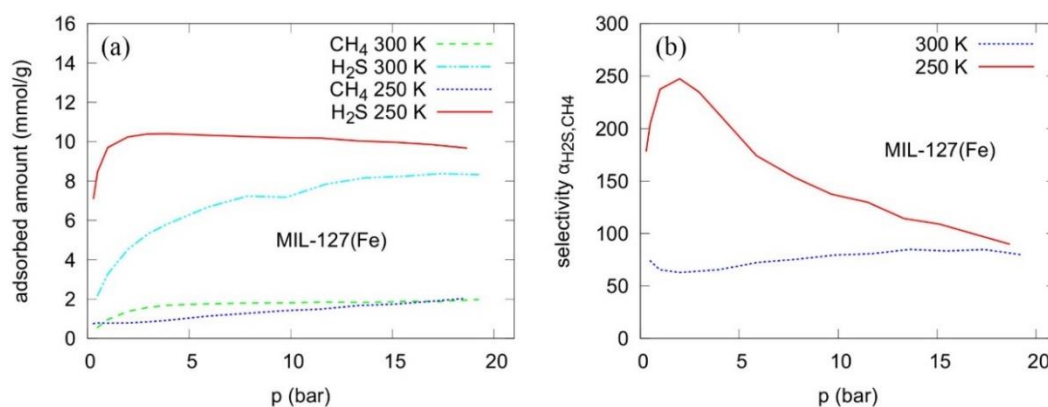 (a)
CH₄ 300 K
H₂S 300 K
CH₄ 250 K
H₂S 250 K
MIL-127(Fe)
adsorbed amount (mmol/g)
16
14
12
10
8
6
4
2
0
0 5 10 15 20
p (bar)
(b)
300 K
250 K
MIL-127(Fe)
selectivity α_H2S,CH4
300
250
200
150
100
50
0
0 5 10 15 20
p (bar)